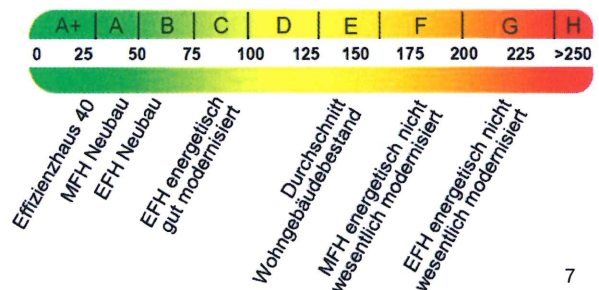 A+ A B C D E F G H
0 25 50 75 100 125 150 175 200 225 >250
Effizienzhaus 40
MFH Neubau
EFH Neubau
EFH energetisch
gut modernisiert
Durchschnitt
Wohngebäudebestand
MFH energetisch nicht
wesentlich modernisiert
EFH energetisch nicht
wesentlich modernisiert
7